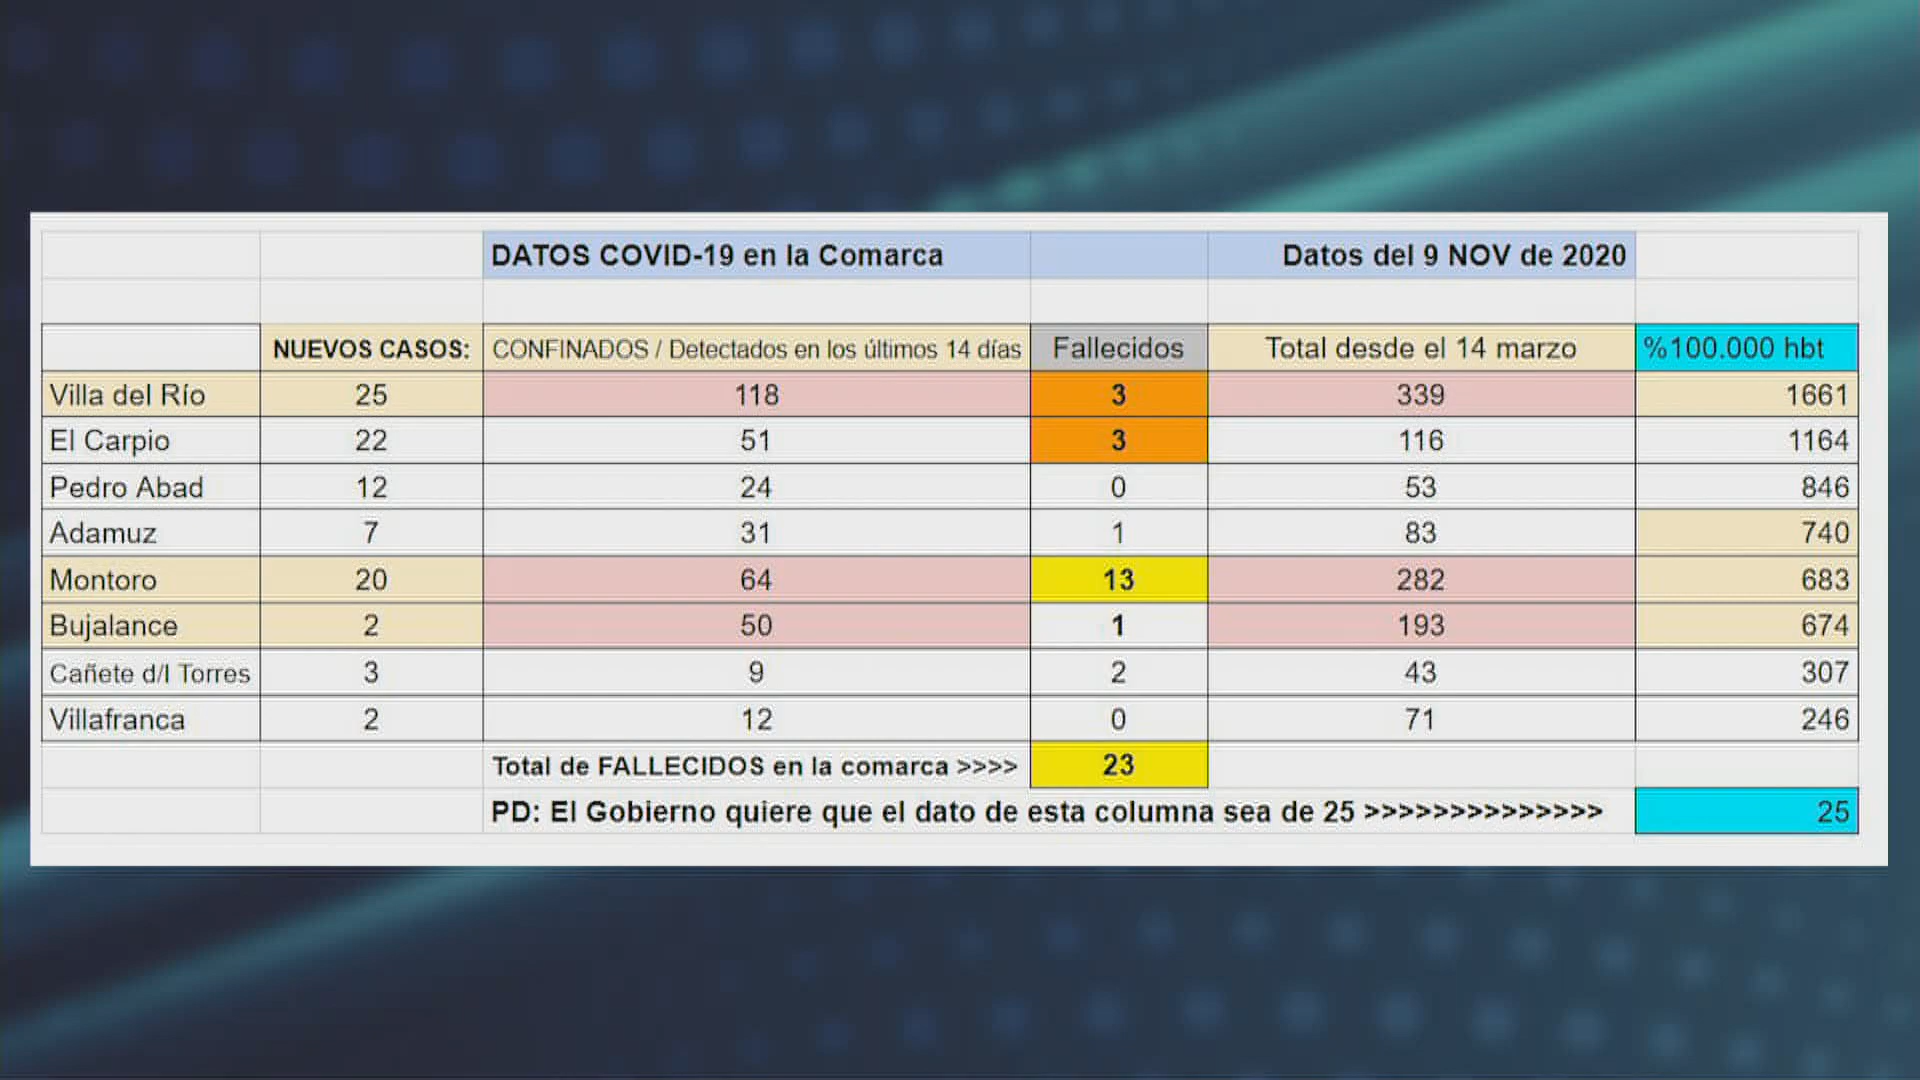 DATOS COVID-19 en la Comarca Datos del 9 NOV de 2020
NUEVOS CASOS: CONFINADOS / Detectados en los últimos 14 días Fallecidos Total desde el 14 marzo %100.000 hbt
Villa del Río 25 118 3 339 1661
El Carpio 22 51 3 116 1164
Pedro Abad 12 24 0 53 846
Adamuz 7 31 1 83 740
Montoro 20 64 13 282 683
Bujalance 2 50 1 193 674
Cañete d/l Torres 3 9 2 43 307
Villafranca 2 12 0 71 246
Total de FALLECIDOS en la comarca >>>> 23
PD: El Gobierno quiere que el dato de esta columna sea de 25 >>>>>>>>>>>>>> 25